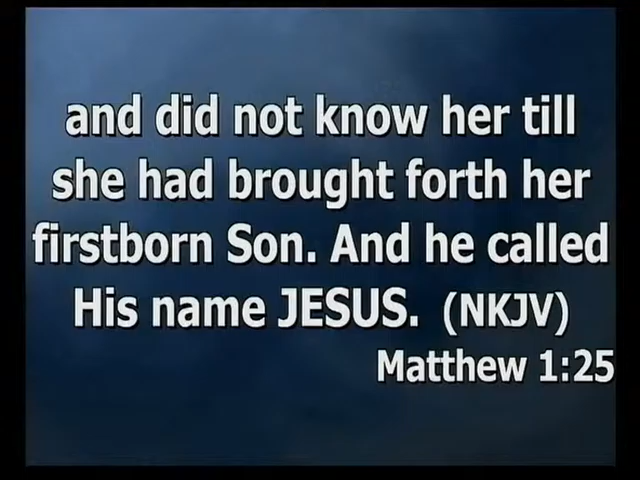 and did not know her till
she had brought forth her
firstborn Son. And he called
His name JESUS. (NKJV)
Matthew 1:25